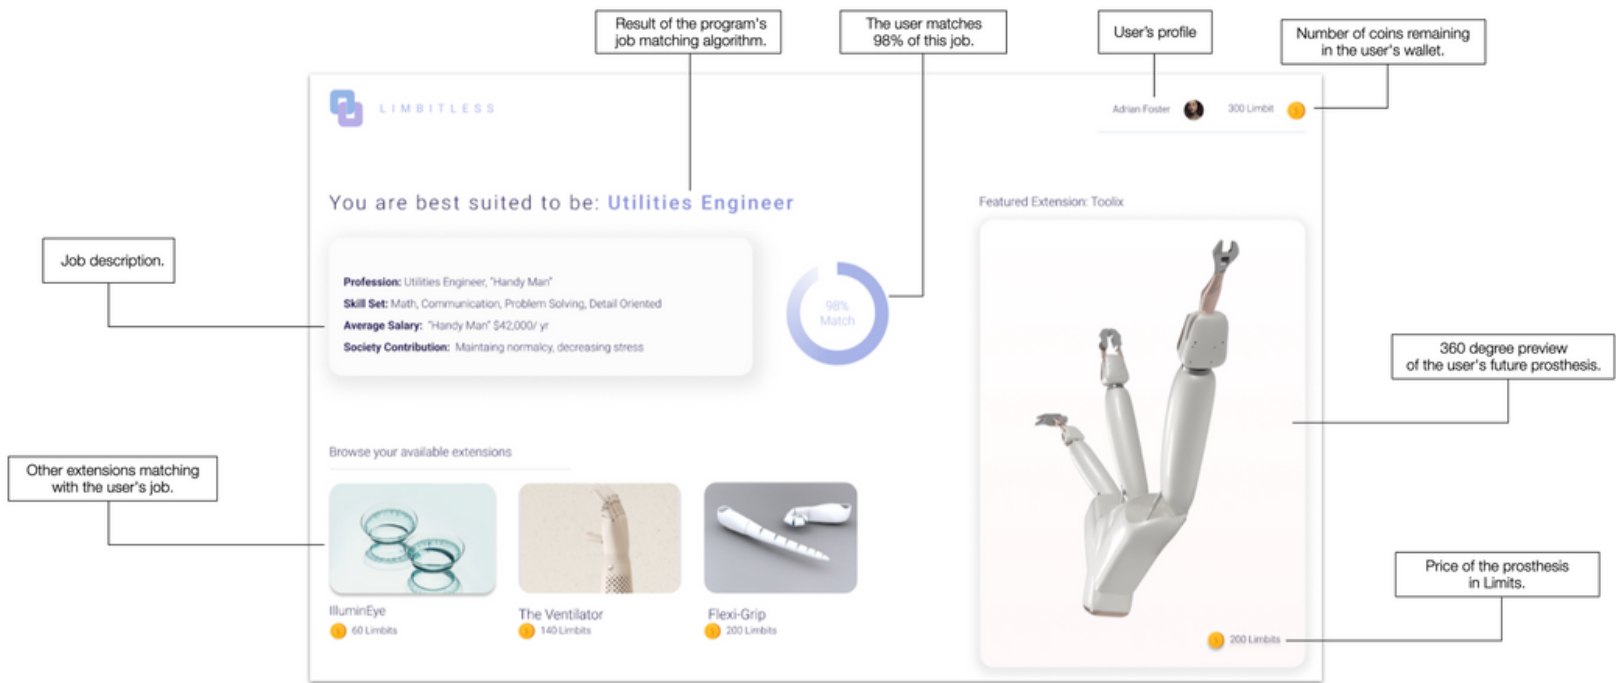 Result of the program's
job matching algorithm.
The user matches
98% of this job.
User's profile
Number of coins remaining
in the user's wallet.
LIMBITLESS
Adrian Foster
300 Limbit
You are best suited to be: Utilities Engineer
Featured Extension: Toolix
Job description.
Profession: Utilities Engineer, "Handy Man"
Skill Set: Math, Communication, Problem Solving, Detail Oriented
Average Salary: "Handy Man" $42,000/ yr
Society Contribution: Maintaing normalcy, decreasing stress
98%
Match
360 degree preview
of the user's future prosthesis.
Browse your available extensions
Other extensions matching
with the user's job.
IlluminEye
60 Limbits
The Ventilator
140 Limbits
Flexi-Grip
200 Limbits
Price of the prosthesis
in Limits.
200 Limbits